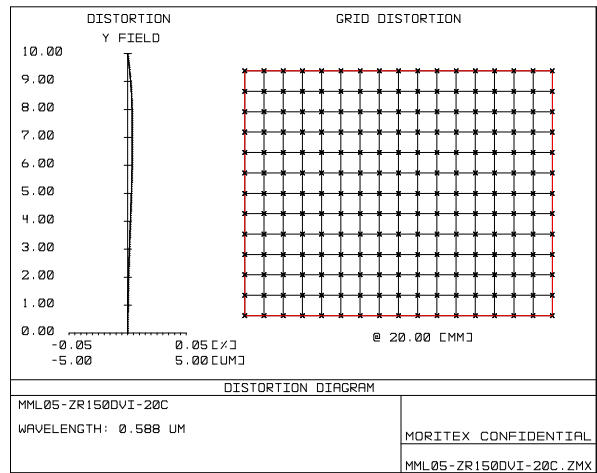 DISTORTION
Y FIELD
10.00
9.00
8.00
7.00
6.00
5.00
4.00
3.00
2.00
1.00
0.00
-0.05 0.05[%]
-5.00 5.00[UM]
GRID DISTORTION
@ 20.00 [MM]
DISTORTION DIAGRAM
MML05-ZR150DVI-20C
WAVELENGTH: 0.588 UM
MORITEX CONFIDENTIAL
MML05-ZR150DVI-20C.ZMX